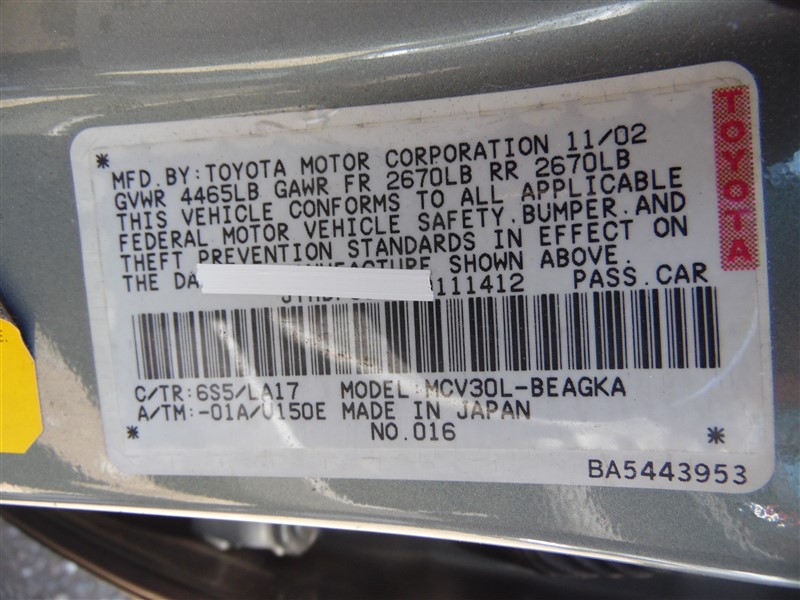 * MFD. BY: TOYOTA MOTOR CORPORATION 11/02
GVWR 4465LB GAWR FR 2670LB RR 2670LB
THIS VEHICLE CONFORMS TO ALL APPLICABLE
FEDERAL MOTOR VEHICLE SAFETY, BUMPER, AND
THEFT PREVENTION STANDARDS IN EFFECT ON
THE SHOWN ABOVE.
111412 PASS. CAR
C/TR: 6S5/LA17 MODEL: MCV30L-BEAGKA
A/TM: -01A/U150E MADE IN JAPAN
* NO. 016 *
BA5443953
TOYOTA